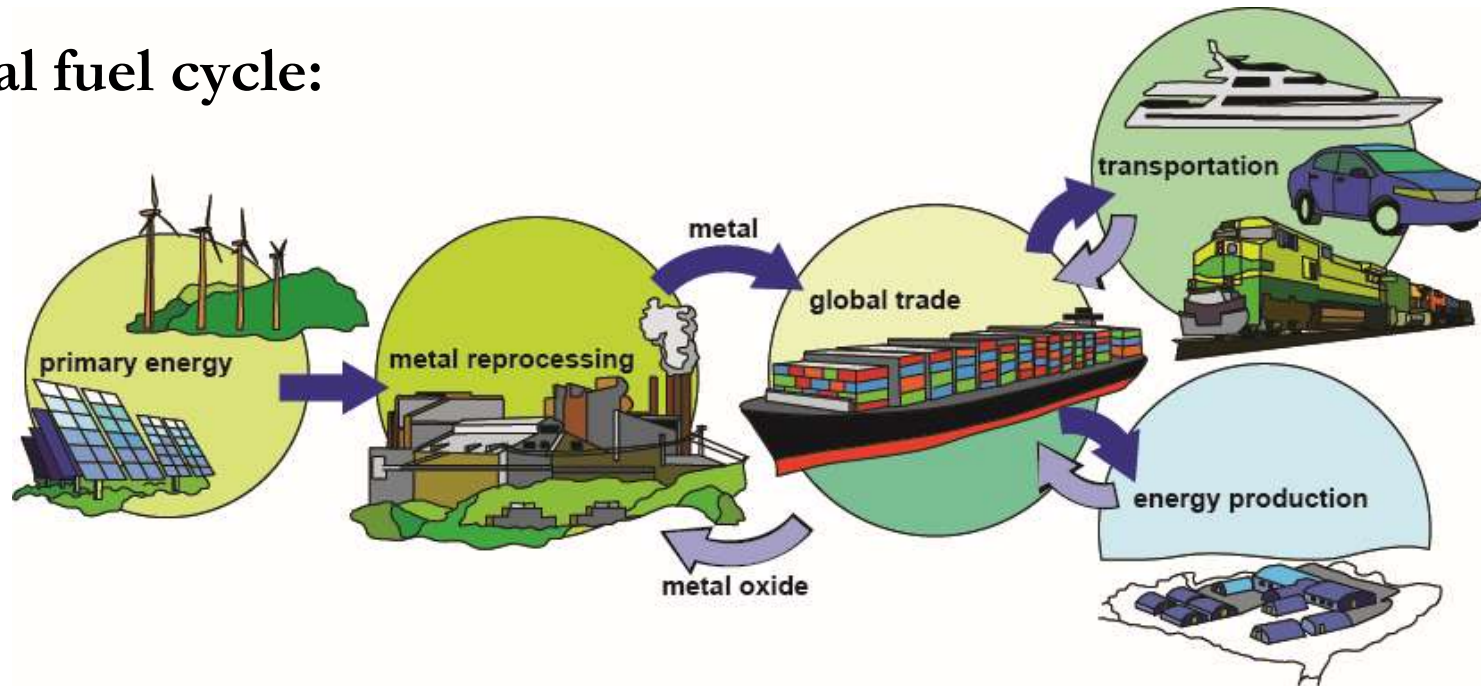 al fuel cycle:
primary energy
metal reprocessing
metal
global trade
metal oxide
transportation
energy production